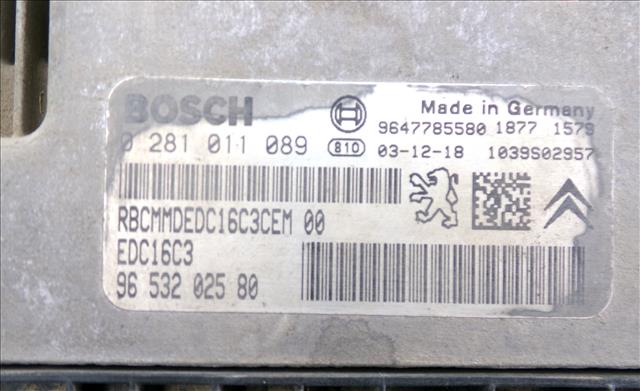 BOSCH
Made in Germany
9647785580 1877 1579
0 281 011 089 810 03-12-18 1039S02957
RBCMMDEDC16C3CEM 00
EDC16C3
96 532 025 80